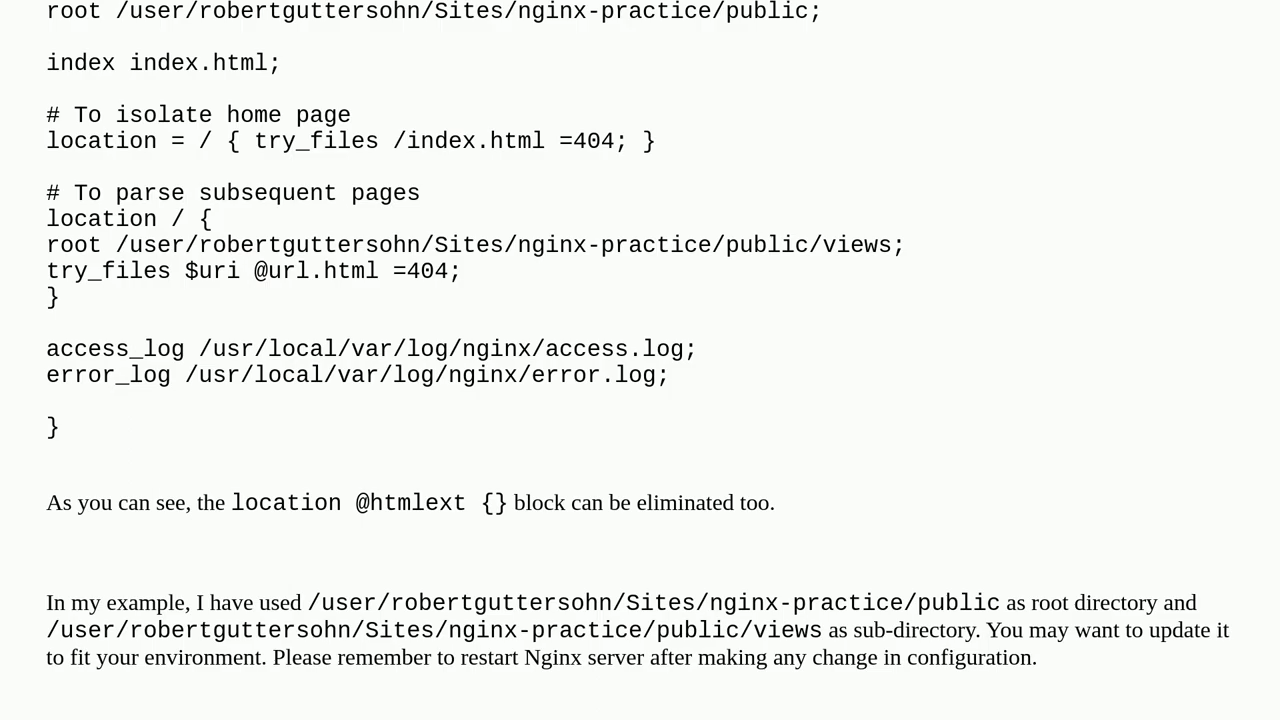 root /user/robertguttersohn/Sites/nginx-practice/public;
index index.html;
# To isolate home page
location = / { try_files /index.html =404; }
# To parse subsequent pages
location / {
root /user/robertguttersohn/Sites/nginx-practice/public/views;
try_files $uri @url.html =404;
}
access_log /usr/local/var/log/nginx/access.log;
error_log /usr/local/var/log/nginx/error.log;
}
As you can see, the location @htmlext {} block can be eliminated too.
In my example, I have used /user/robertguttersohn/Sites/nginx-practice/public as root directory and
/user/robertguttersohn/Sites/nginx-practice/public/views as sub-directory. You may want to update it
to fit your environment. Please remember to restart Nginx server after making any change in configuration.